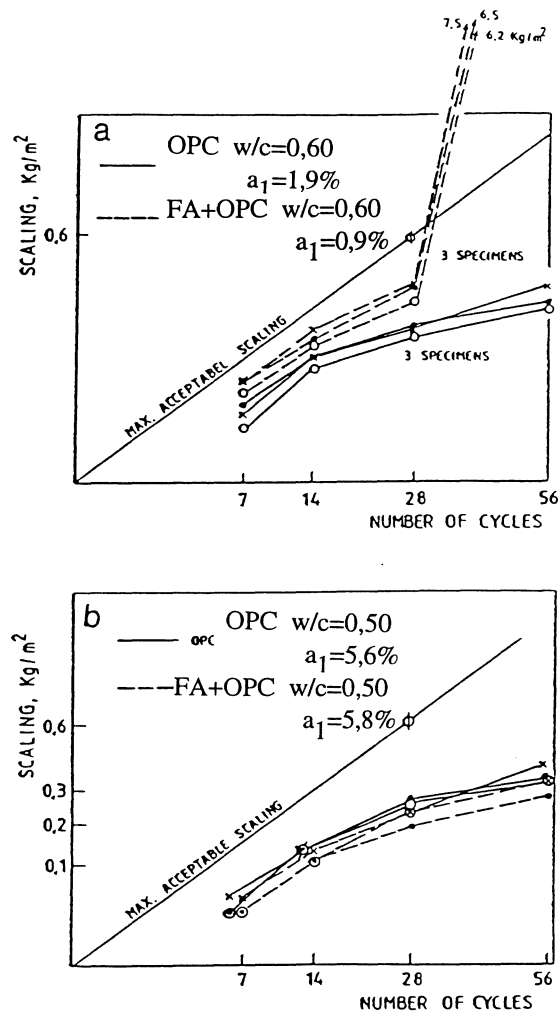 7.5 6.5
6.2 Kg/m²
a
OPC w/c=0,60
a₁=1,9%
FA+OPC w/c=0,60
a₁=0,9%
SCALING, Kg/m²
0,6
3 SPECIMENS
MAX. ACCEPTABEL SCALING
3 SPECIMENS
7 14 28 56
NUMBER OF CYCLES
b
OPC OPC w/c=0,50
a₁=5,6%
FA+OPC w/c=0,50
a₁=5,8%
SCALING, Kg/m²
0,6
0,3
0,2
0,1
MAX. ACCEPTABLE SCALING
7 14 28 56
NUMBER OF CYCLES